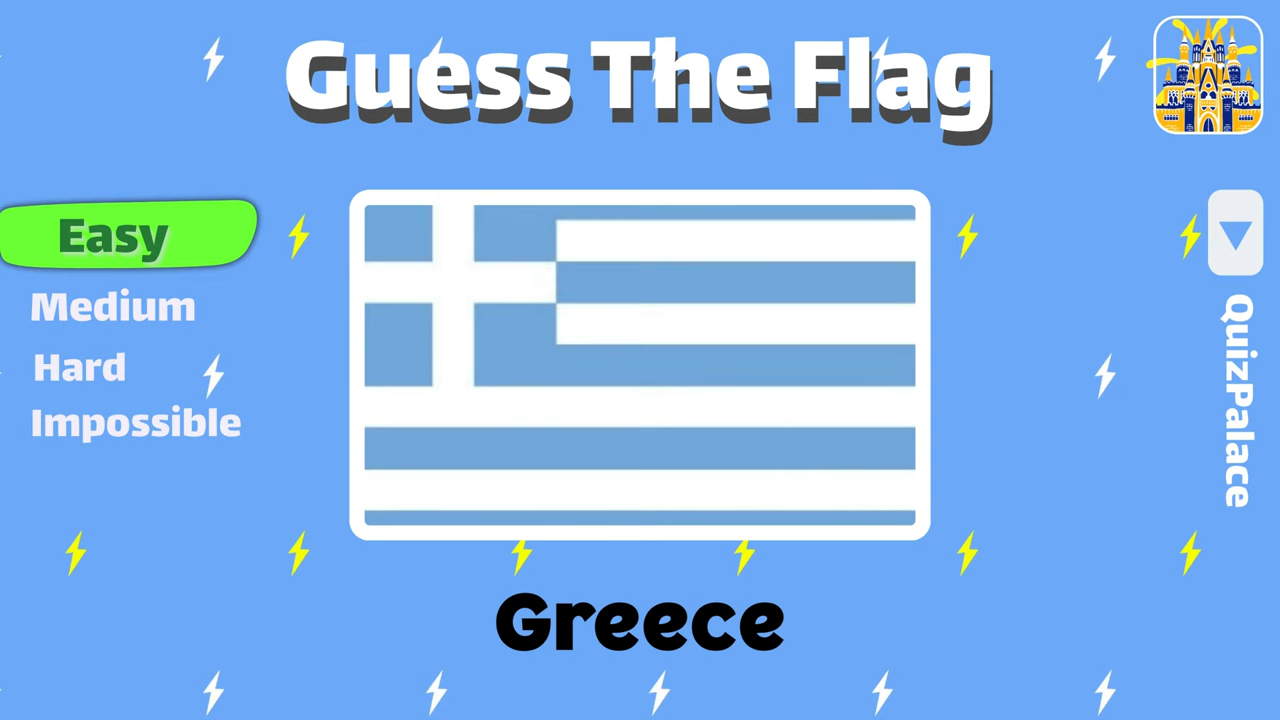 Guess The Flag
Easy
Medium
Hard
Impossible
QuizPalace
Greece